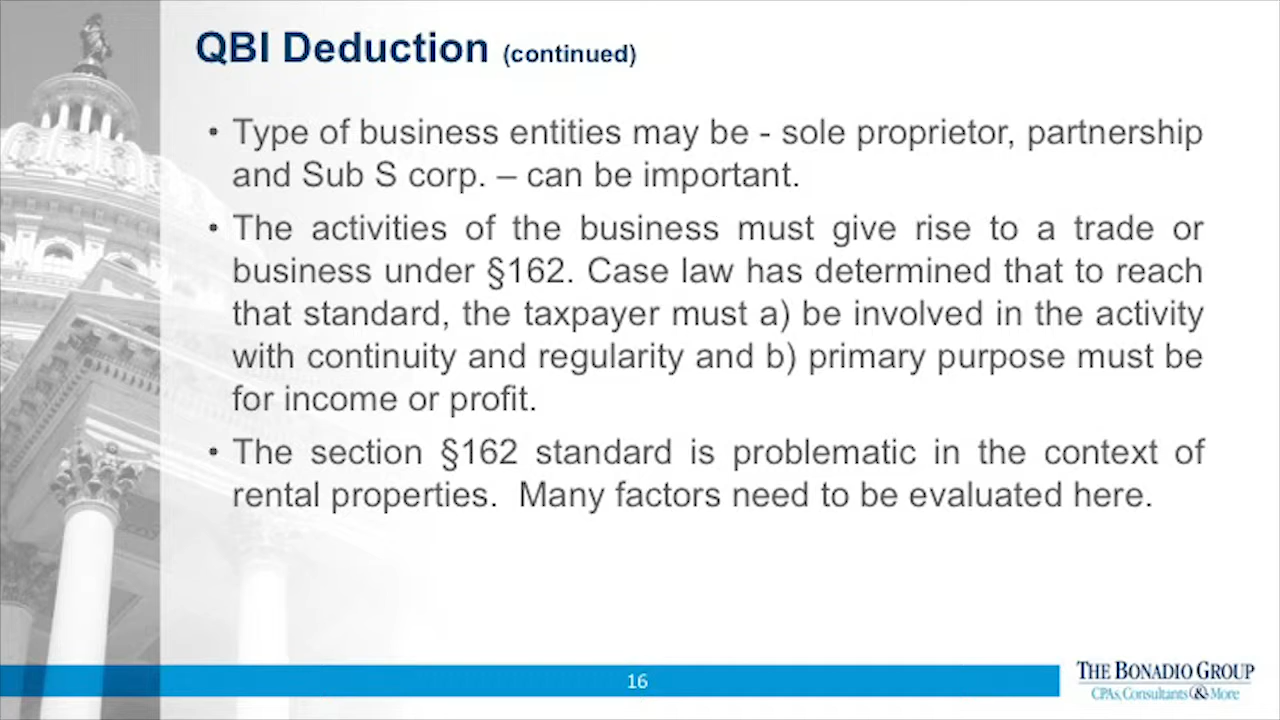 QBI Deduction (continued)
• Type of business entities may be - sole proprietor, partnership
and Sub S corp. – can be important.
• The activities of the business must give rise to a trade or
business under §162. Case law has determined that to reach
that standard, the taxpayer must a) be involved in the activity
with continuity and regularity and b) primary purpose must be
for income or profit.
• The section §162 standard is problematic in the context of
rental properties. Many factors need to be evaluated here.
16
THE BONADIO GROUP
CPAs, Consultants & More